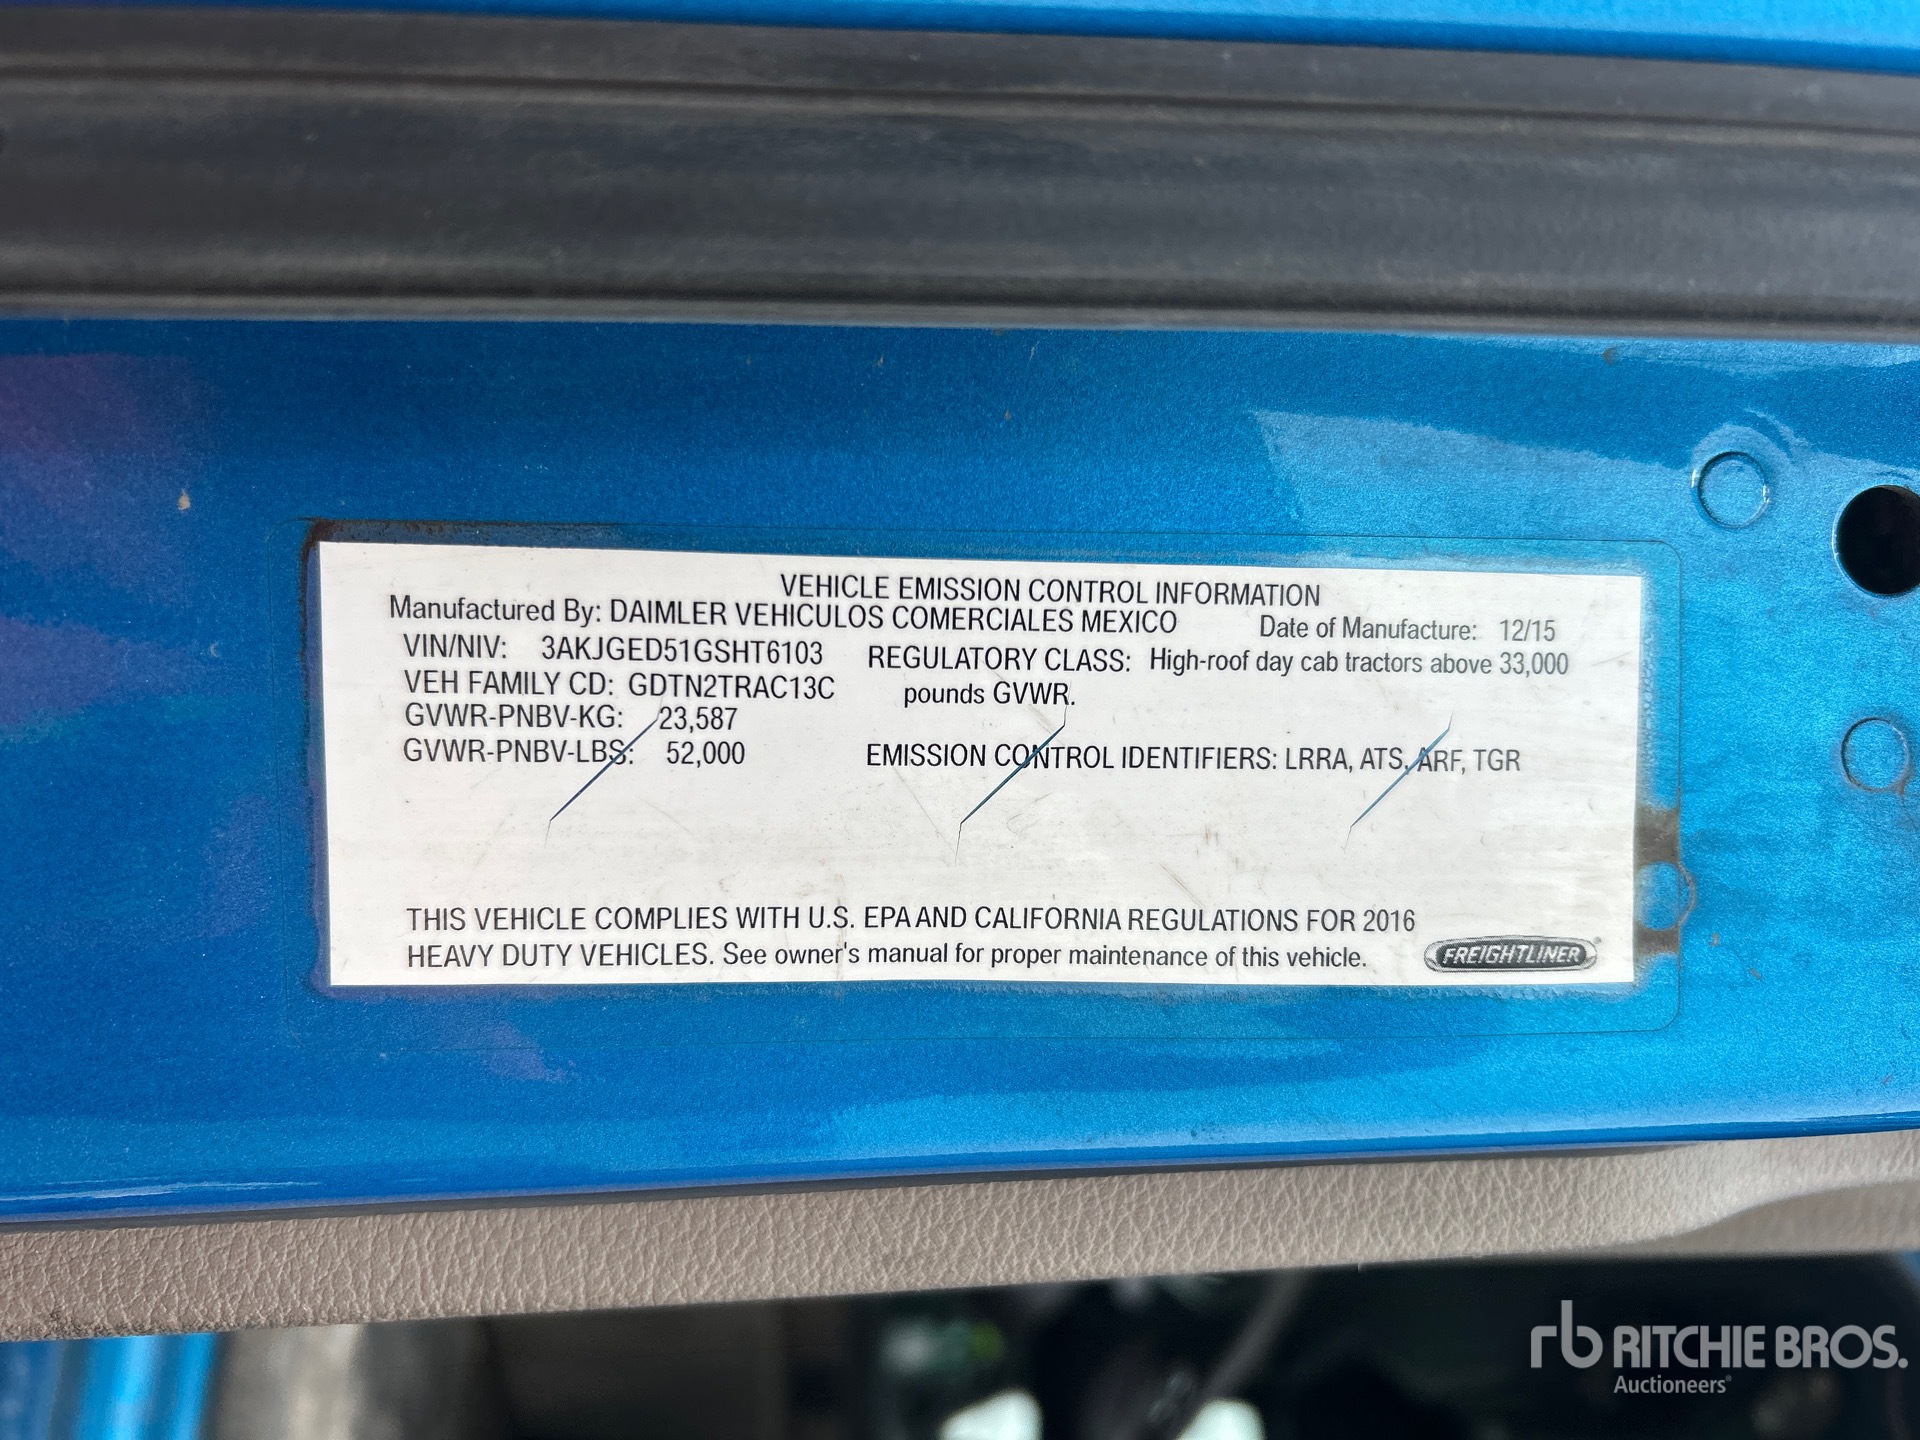 VEHICLE EMISSION CONTROL INFORMATION
Manufactured By: DAIMLER VEHICULOS COMERCIALES MEXICO Date of Manufacture: 12/15
VIN/NIV: 3AKJGED51GSHT6103 REGULATORY CLASS: High-roof day cab tractors above 33,000
VEH FAMILY CD: GDTN2TRAC13C pounds GVWR.
GVWR-PNBV-KG: 23,587
GVWR-PNBV-LBS: 52,000 EMISSION CONTROL IDENTIFIERS: LRRA, ATS, ARF, TGR
THIS VEHICLE COMPLIES WITH U.S. EPA AND CALIFORNIA REGULATIONS FOR 2016
HEAVY DUTY VEHICLES. See owner's manual for proper maintenance of this vehicle.
FREIGHTLINER
rb RITCHIE BROS.
Auctioneers